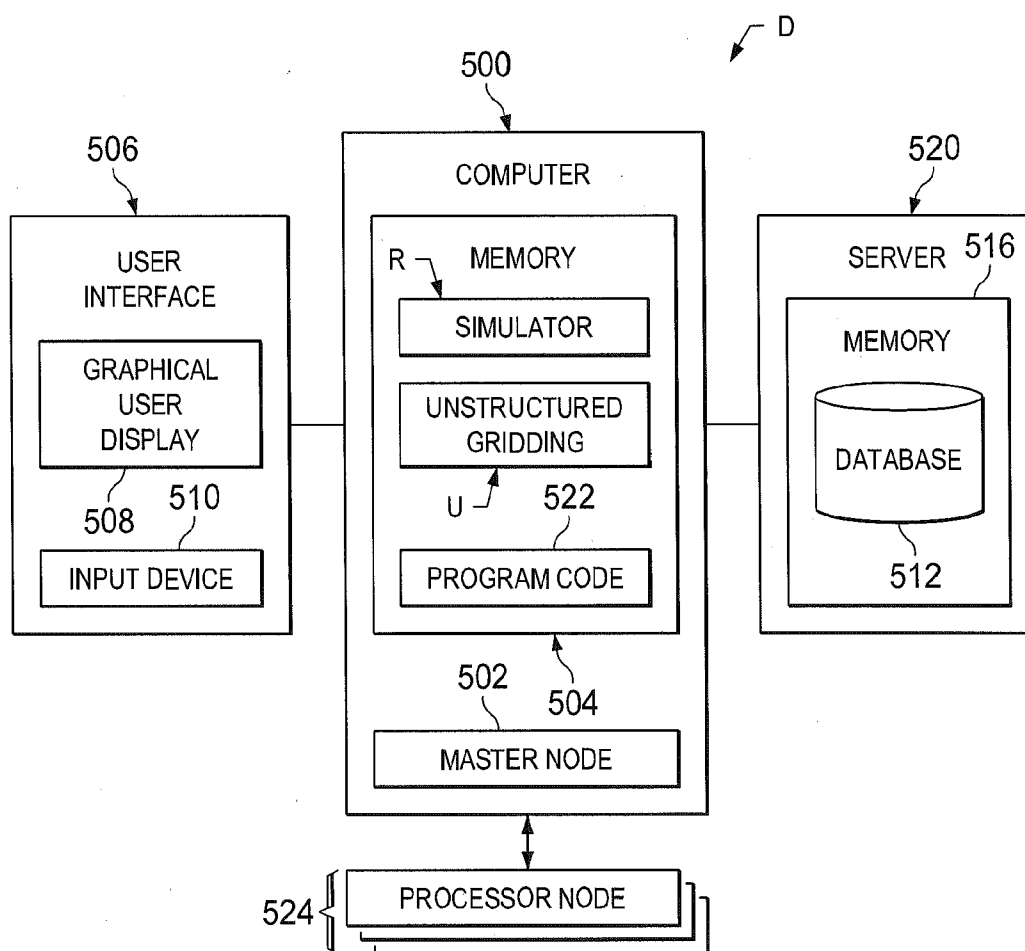 D
500
506
520
COMPUTER
USER
INTERFACE
GRAPHICAL
USER
DISPLAY
508
510
INPUT DEVICE
R
MEMORY
SIMULATOR
UNSTRUCTURED
GRIDDING
U
522
PROGRAM CODE
502
504
MASTER NODE
SERVER
516
MEMORY
DATABASE
512
524
PROCESSOR NODE